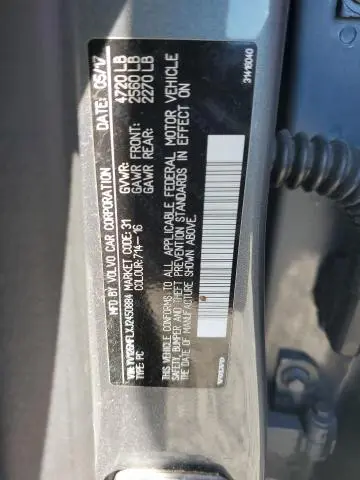 MFD BY VOLVO CAR CORPORATION DATE: 05/17
GVWR: 4720 LB
GAWR FRONT: 2560 LB
GAWR REAR: 2270 LB
MARKET CODE: 31
TYPE: PC COLOUR: 714-16
THIS VEHICLE CONFORMS TO ALL APPLICABLE FEDERAL MOTOR VEHICLE
SAFETY, BUMPER, AND THEFT PREVENTION STANDARDS IN EFFECT ON
THE DATE OF MANUFACTURE SHOWN ABOVE.
VOLVO
31418040